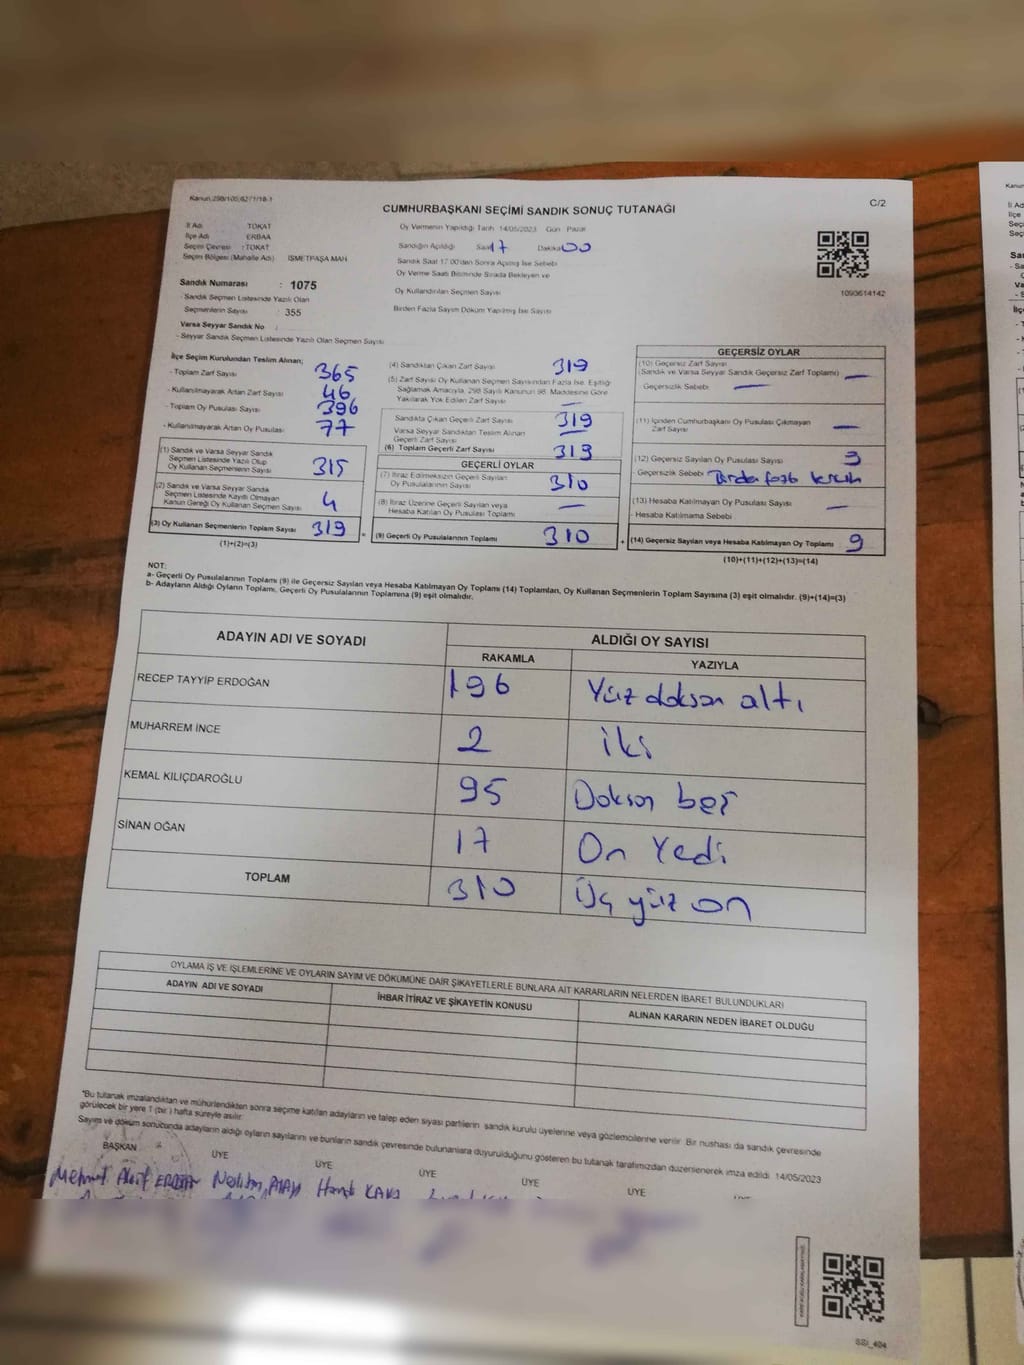 Kanun:298/105;6271/18-1
C/2
CUMHURBAŞKANI SEÇİMİ SANDIK SONUÇ TUTANAĞI
İl Adı : TOKAT
İlçe Adı : ERBAA
Seçim Çevresi : TOKAT
Seçim Bölgesi (Mahalle Adı) : İSMETPAŞA MAH
Oy Vermenin Yapıldığı Tarih 14/05/2023 Gün Pazar
Sandığın Açıldığı Saat 17 Dakika 00
Sandık Saat 17:00'den Sonra Açılmış İse Sebebi
Oy Verme Saati Bitiminde Sırada Bekleyen ve
Oy Kullandırılan Seçmen Sayısı
Birden Fazla Sayım Döküm Yapılmış İse Sayısı
1093614142
Sandık Numarası : 1075
- Sandık Seçmen Listesinde Yazılı Olan
Seçmenlerin Sayısı : 355
Varsa Seyyar Sandık No :
- Seyyar Sandık Seçmen Listesinde Yazılı Olan Seçmen Sayısı
İlçe Seçim Kurulundan Teslim Alınan;
- Toplam Zarf Sayısı 365
- Kullanılmayarak Artan Zarf Sayısı 46
- Toplam Oy Pusulası Sayısı 396
- Kullanılmayarak Artan Oy Pusulası 77
(1) Sandık ve Varsa Seyyar Sandık
Seçmen Listesinde Yazılı Olup
Oy Kullanan Seçmenlerin Sayısı 315
(2) Sandık ve Varsa Seyyar Sandık
Seçmen Listesinde Kayıtlı Olmayan
Kanun Gereği Oy Kullanan Seçmenlerin Sayısı 4
(3) Oy Kullanan Seçmenlerin Toplam Sayısı 319
(1)+(2)=(3)
(4) Sandıktan Çıkan Zarf Sayısı 319
(5) Zarf Sayısı Oy Kullanan Seçmen Sayısından Fazla İse, Eşitliği
Sağlamak Amacıyla, 298 Sayılı Kanunun 98. Maddesine Göre
Yakılarak Yok Edilen Zarf Sayısı —
Sandıkta Çıkan Geçerli Zarf Sayısı 319
Varsa Seyyar Sandıktan Teslim Alınan
Geçerli Zarf Sayısı —
(6) Toplam Geçerli Zarf Sayısı 319
GEÇERLİ OYLAR
(7) İtiraz Edilmeksizin Geçerli Sayılan
Oy Pusulalarının Sayısı 310
(8) İtiraz Üzerine Geçerli Sayılan veya
Hesaba Katılan Oy Pusulası Toplamı —
= (9) Geçerli Oy Pusulalarının Toplamı 310
GEÇERSİZ OYLAR
(10) Geçersiz Zarf Sayısı
(Sandık ve Varsa Seyyar Sandık Geçersiz Zarf Toplamı) —
- Geçersizlik Sebebi —
(11) İçinden Cumhurbaşkanı Oy Pusulası Çıkmayan
Zarf Sayısı —
(12) Geçersiz Sayılan Oy Pusulası Sayısı 9
- Geçersizlik Sebebi
(13) Hesaba Katılmayan Oy Pusulası Sayısı —
- Hesaba Katılmama Sebebi
+ (14) Geçersiz Sayılan veya Hesaba Katılmayan Oy Toplamı 9
(10)+(11)+(12)+(13)=(14)
NOT:
a- Geçerli Oy Pusulalarının Toplamı (9) ile Geçersiz Sayılan veya Hesaba Katılmayan Oy Toplamı (14) Toplamları, Oy Kullanan Seçmenlerin Toplam Sayısına (3) eşit olmalıdır. (9)+(14)=(3)
b- Adayların Aldığı Oyların Toplamı, Geçerli Oy Pusulalarının Toplamına (9) eşit olmalıdır.
ADAYIN ADI VE SOYADI ALDIĞI OY SAYISI
RAKAMLA YAZIYLA
RECEP TAYYİP ERDOĞAN 196 Yüz doksan altı
MUHARREM İNCE 2 iki
KEMAL KILIÇDAROĞLU 95 Doksan beş
SİNAN OĞAN 17 On Yedi
TOPLAM 310 Üç yüz on
OYLAMA İŞ VE İŞLEMLERİNE VE OYLARIN SAYIM VE DÖKÜMÜNE DAİR ŞİKAYETLERLE BUNLARA AİT KARARLARIN NELERDEN İBARET BULUNDUKLARI
ADAYIN ADI VE SOYADI İHBAR İTİRAZ VE ŞİKAYETİN KONUSU ALINAN KARARIN NEDEN İBARET OLDUĞU
*Bu tutanak imzalandıktan ve mühürlendikten sonra seçime katılan adayların ve talep eden siyasi partilerin sandık kurulu üyelerine veya gözlemcilerine verilir. Bir nushası da sandık çevresinde
görülecek bir yere 1 (bir ) hafta süreyle asılır.
Sayım ve döküm sonucunda adayların aldığı oyların sayılarını ve bunların sandık çevresinde bulunanlara duyurulduğunu gösteren bu tutanak tarafımızdan düzenlenerek imza edildi. 14/05/2023
BAŞKAN ÜYE ÜYE ÜYE ÜYE ÜYE
Mehmet Akif
SSİ_404